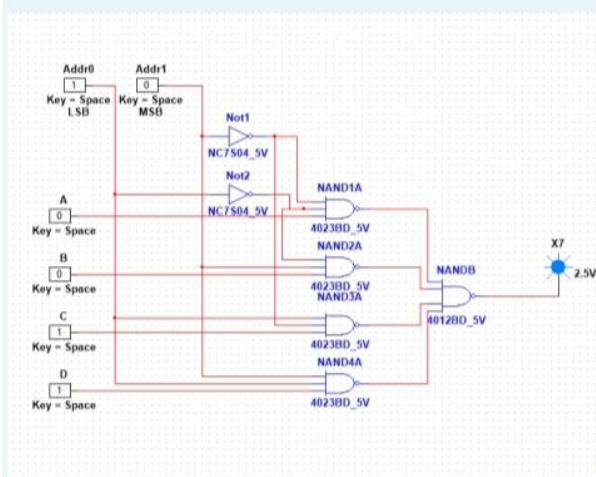 Addr0 Addr1
1 0
Key = Space Key = Space
LSB MSB
Not1
NC7S04_5V
Not2
NC7S04_5V
A
0
Key = Space
NAND1A
4023BD_5V
B
0
Key = Space
NAND2A
4023BD_5V
NANDB
4012BD_5V
X7
2.5V
C
1
Key = Space
NAND3A
4023BD_5V
D
1
Key = Space
NAND4A
4023BD_5V